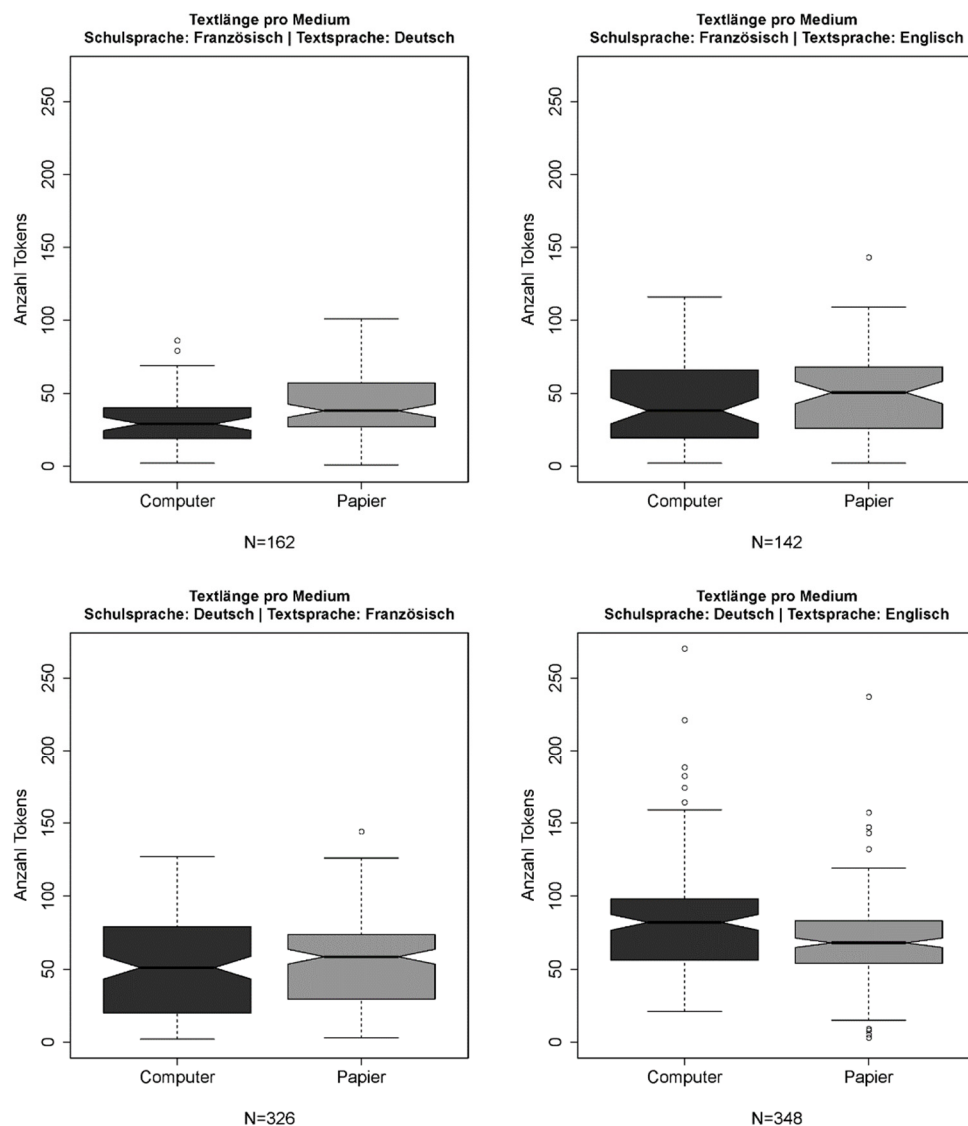 Textlänge pro Medium
Schulsprache: Französisch | Textsprache: Deutsch
Anzahl Tokens
250
200
150
100
50
0
Computer
Papier
N=162
Textlänge pro Medium
Schulsprache: Französisch | Textsprache: Englisch
Anzahl Tokens
250
200
150
100
50
0
Computer
Papier
N=142
Textlänge pro Medium
Schulsprache: Deutsch | Textsprache: Französisch
Anzahl Tokens
250
200
150
100
50
0
Computer
Papier
N=326
Textlänge pro Medium
Schulsprache: Deutsch | Textsprache: Englisch
Anzahl Tokens
250
200
150
100
50
0
Computer
Papier
N=348